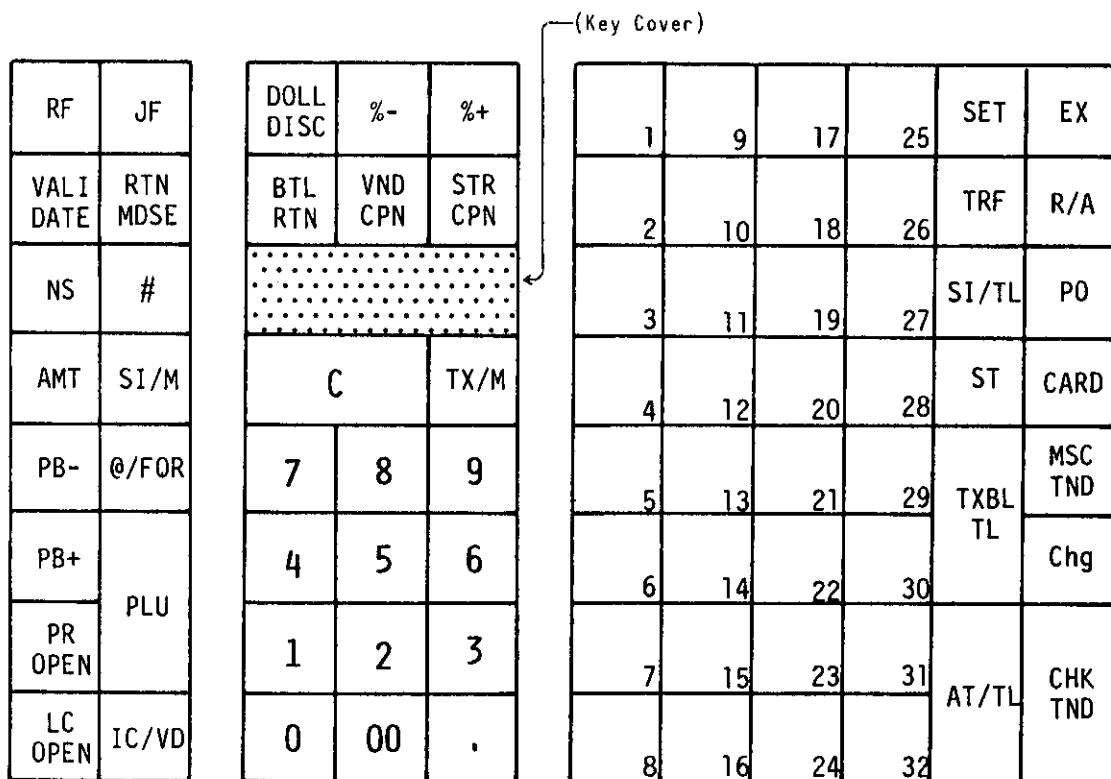 (Key Cover)
RF JF
VALI DATE RTN MDSE
NS #
AMT SI/M
PB- @/FOR
PB+ PLU
PR OPEN
LC OPEN IC/VD
DOLL DISC %- %+
BTL RTN VND CPN STR CPN
C TX/M
7 8 9
4 5 6
1 2 3
0 00 .
1 9 17 25 SET EX
2 10 18 26 TRF R/A
3 11 19 27 SI/TL PO
4 12 20 28 ST CARD
5 13 21 29 TXBL TL MSC TND
6 14 22 30 Chg
7 15 23 31 AT/TL CHK TND
8 16 24 32